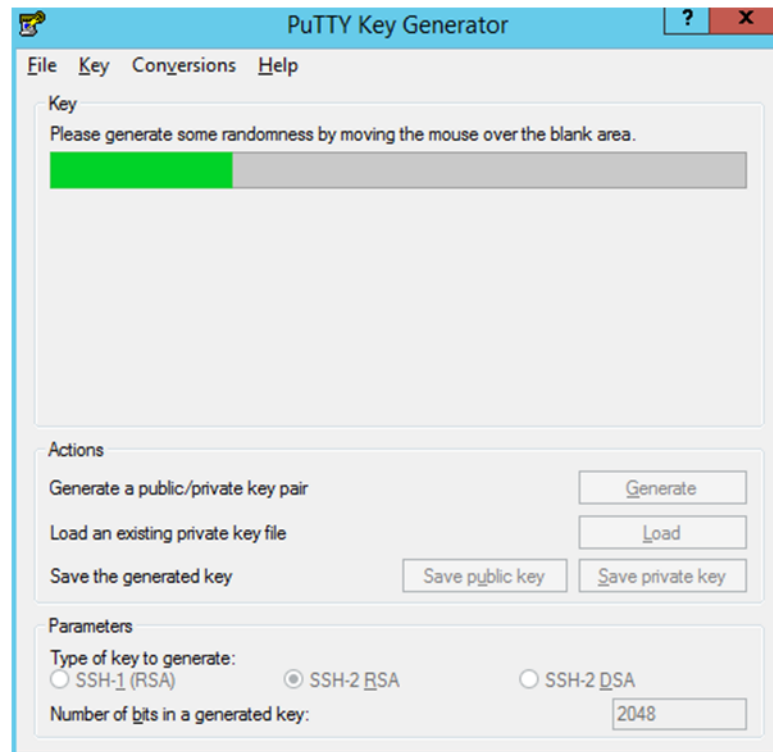 PuTTY Key Generator
? x
File Key Conversions Help
Key
Please generate some randomness by moving the mouse over the blank area.
Actions
Generate a public/private key pair Generate
Load an existing private key file Load
Save the generated key Save public key Save private key
Parameters
Type of key to generate:
SSH-1 (RSA) SSH-2 RSA SSH-2 DSA
Number of bits in a generated key: 2048